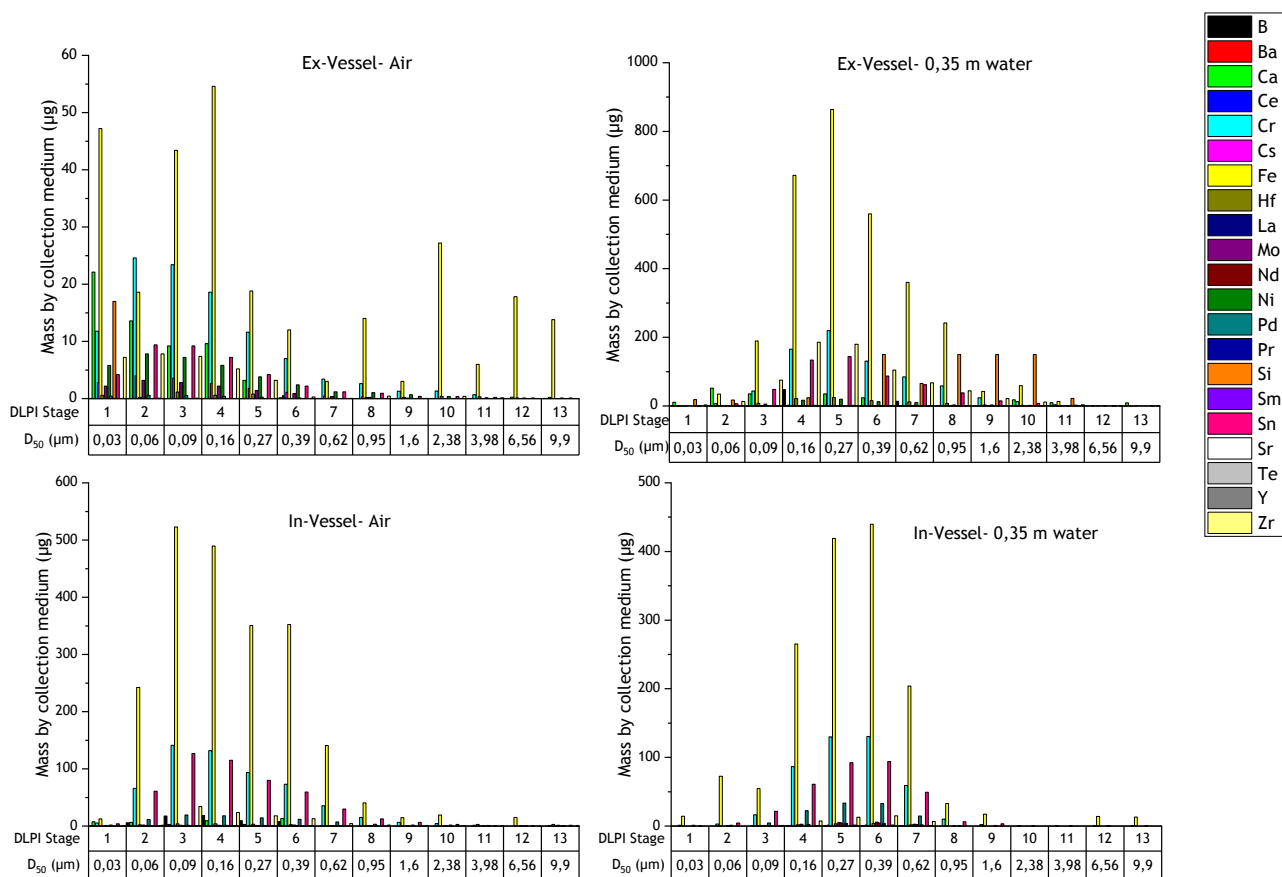 Ex-Vessel- Air
Mass by collection medium (µg)
60
50
40
30
20
10
0
DLPI Stage 1 2 3 4 5 6 7 8 9 10 11 12 13
D50 (µm) 0,03 0,06 0,09 0,16 0,27 0,39 0,62 0,95 1,6 2,38 3,98 6,56 9,9
Ex-Vessel- 0,35 m water
Mass by collection medium (µg)
1000
800
600
400
200
0
DLPI Stage 1 2 3 4 5 6 7 8 9 10 11 12 13
D50 (µm) 0,03 0,06 0,09 0,16 0,27 0,39 0,62 0,95 1,6 2,38 3,98 6,56 9,9
B
Ba
Ca
Ce
Cr
Cs
Fe
Hf
La
Mo
Nd
Ni
Pd
Pr
Si
Sm
Sn
Sr
Te
Y
Zr
In-Vessel- Air
Mass by collection medium (µg)
600
500
400
300
200
100
0
DLPI Stage 1 2 3 4 5 6 7 8 9 10 11 12 13
D50 (µm) 0,03 0,06 0,09 0,16 0,27 0,39 0,62 0,95 1,6 2,38 3,98 6,56 9,9
In-Vessel- 0,35 m water
Mass by collection medium (µg)
500
400
300
200
100
0
DLPI Stage 1 2 3 4 5 6 7 8 9 10 11 12 13
D50 (µm) 0,03 0,06 0,09 0,16 0,27 0,39 0,62 0,95 1,6 2,38 3,98 6,56 9,9